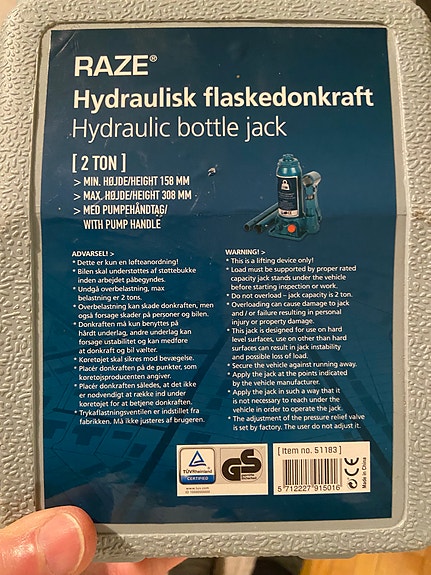 RAZE®
Hydraulisk flaskedonkraft
Hydraulic bottle jack
[ 2 TON ]
> MIN. HØJDE/HEIGHT 158 MM
> MAX. HØJDE/HEIGHT 308 MM
> MED PUMPEHÅNDTAG/
WITH PUMP HANDLE
ADVARSEL! >
* Dette er kun en løfteanordning!
* Bilen skal understøttes af støttebukke
inden arbejdet påbegyndes.
* Undgå overbelastning, max
belastning er 2 tons.
* Overbelastning kan skade donkraften, men
også forsage skader på personer og bilen.
* Donkraften må kun benyttes på
hårdt underlag, andre underlag kan
forsage ustabilitet og kan medføre
at donkraft og bil vælter.
* Køretøjet skal sikres mod bevægelse.
* Placér donkraften på de punkter, som
køretøjsproducenten angiver.
* Placér donkraften således, at det ikke
er nødvendigt at række ind under
køretøjet for at betjene donkraften.
* Trykaflastningsventilen er indstillet fra
fabrikken. Må ikke justeres af brugeren.
WARNING! >
* This is a lifting device only!
* Load must be supported by proper rated
capacity jack stands under the vehicle
before starting inspection or work.
* Do not overload – jack capacity is 2 ton.
* Overloading can cause damage to jack
and / or failure resulting in personal
injury or property damage.
* This jack is designed for use on hard
level surfaces, use on other than hard
surfaces can result in jack instability
and possible loss of load.
* Secure the vehicle against running away.
* Apply the jack at the points indicated
by the vehicle manufacturer.
* Apply the jack in such a way that it
is not necessary to reach under the
vehicle in order to operate the jack.
* The adjustment of the pressure relief valve
is set by factory. The user do not adjust it.
[ Item no. 51183 ]
TÜVRheinland
CERTIFIED
www.tuv.com
GS
geprüfte
Sicherheit
5 712227 915016
CE
Made in China